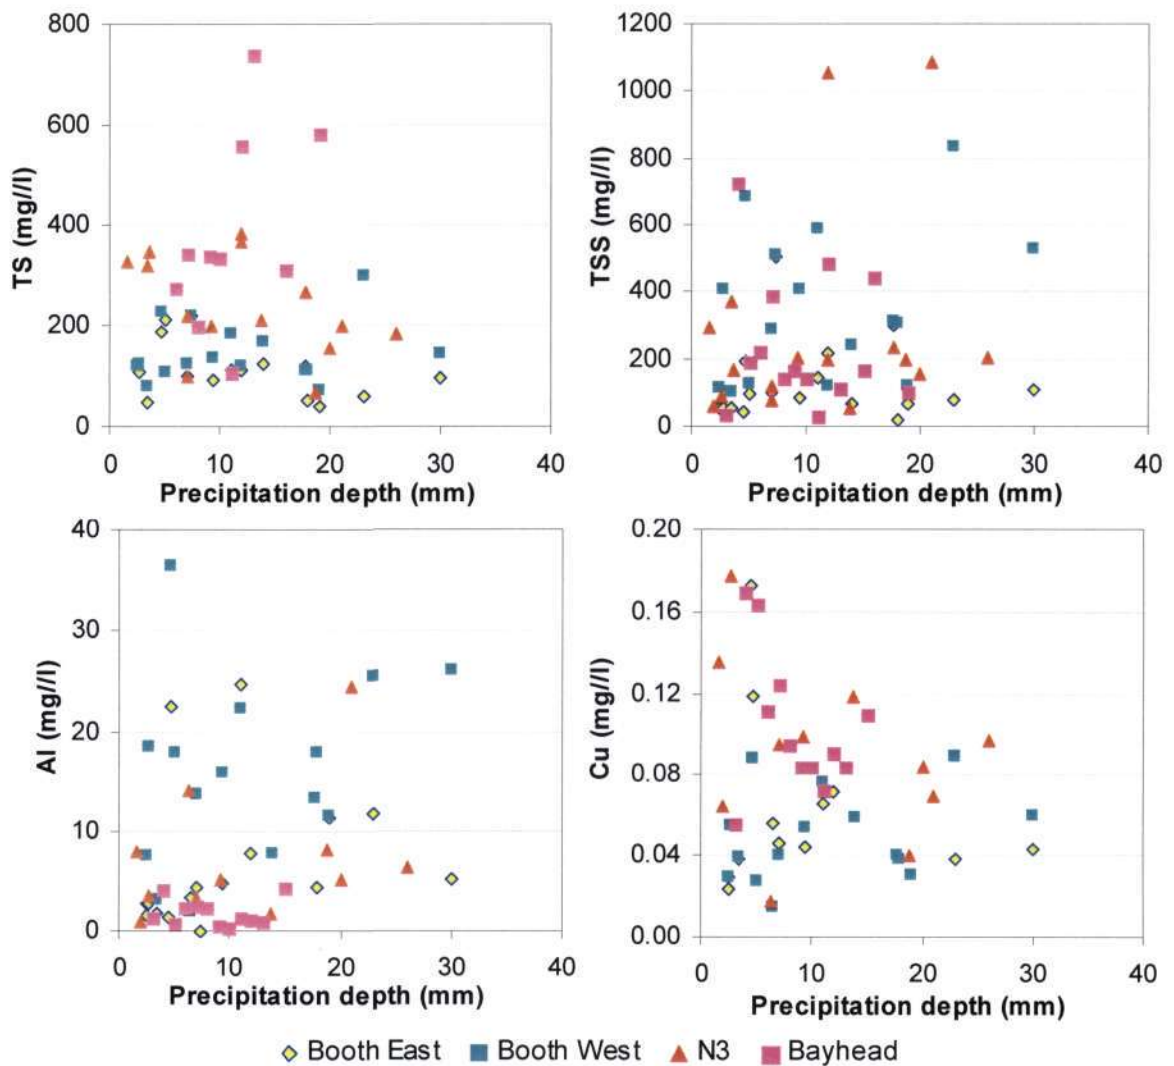 TS (mg//l)
800
600
400
200
0
0 10 20 30 40
Precipitation depth (mm)
TSS (mg//l)
1200
1000
800
600
400
200
0
0 10 20 30 40
Precipitation depth (mm)
Al (mg//l)
40
30
20
10
0
0 10 20 30 40
Precipitation depth (mm)
Cu (mg//l)
0.20
0.16
0.12
0.08
0.04
0.00
0 10 20 30 40
Precipitation depth (mm)
Booth East Booth West N3 Bayhead